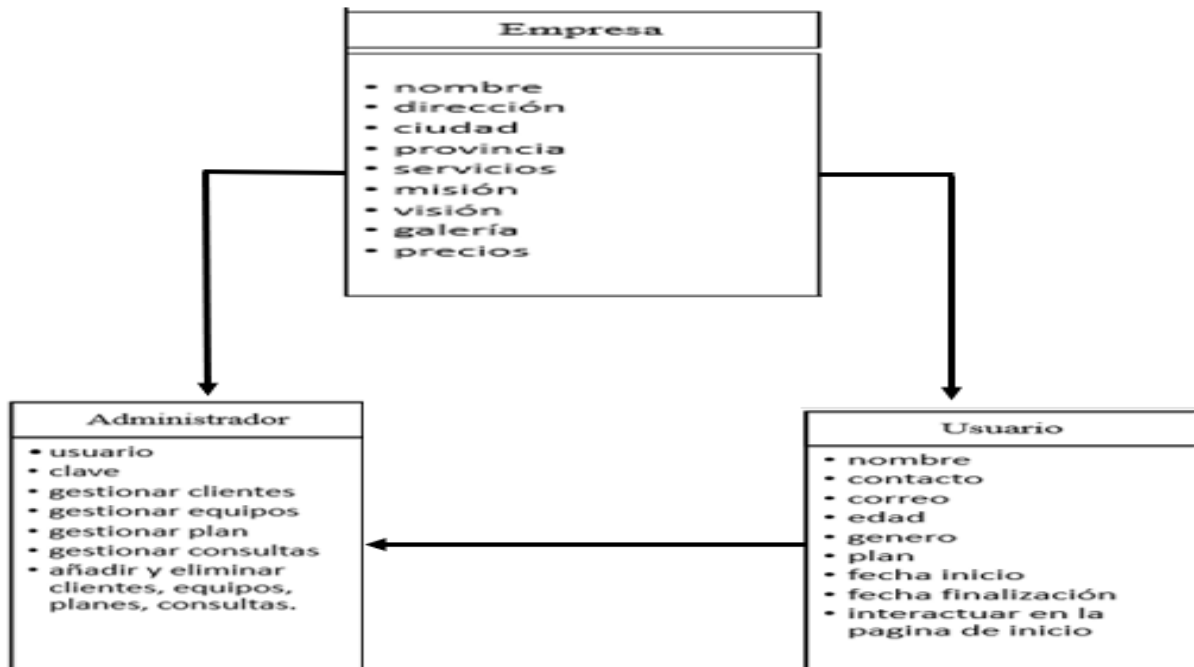 Empresa
• nombre
• dirección
• ciudad
• provincia
• servicios
• misión
• visión
• galería
• precios
Administrador
• usuario
• clave
• gestionar clientes
• gestionar equipos
• gestionar plan
• gestionar consultas
• añadir y eliminar
clientes, equipos,
planes, consultas.
Usuario
• nombre
• contacto
• correo
• edad
• genero
• plan
• fecha inicio
• fecha finalización
• interactuar en la
pagina de inicio